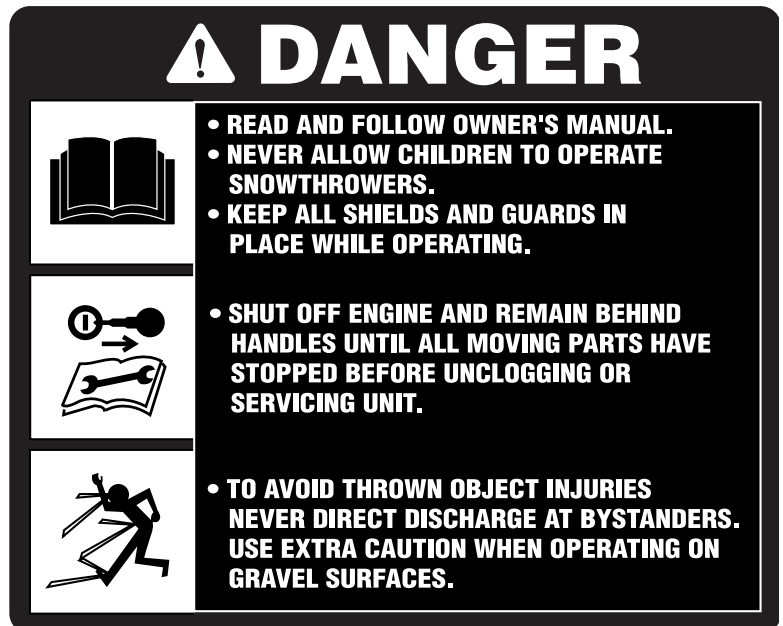 DANGER
• READ AND FOLLOW OWNER'S MANUAL.
• NEVER ALLOW CHILDREN TO OPERATE
SNOWTHROWERS.
• KEEP ALL SHIELDS AND GUARDS IN
PLACE WHILE OPERATING.
• SHUT OFF ENGINE AND REMAIN BEHIND
HANDLES UNTIL ALL MOVING PARTS HAVE
STOPPED BEFORE UNCLOGGING OR
SERVICING UNIT.
• TO AVOID THROWN OBJECT INJURIES
NEVER DIRECT DISCHARGE AT BYSTANDERS.
USE EXTRA CAUTION WHEN OPERATING ON
GRAVEL SURFACES.